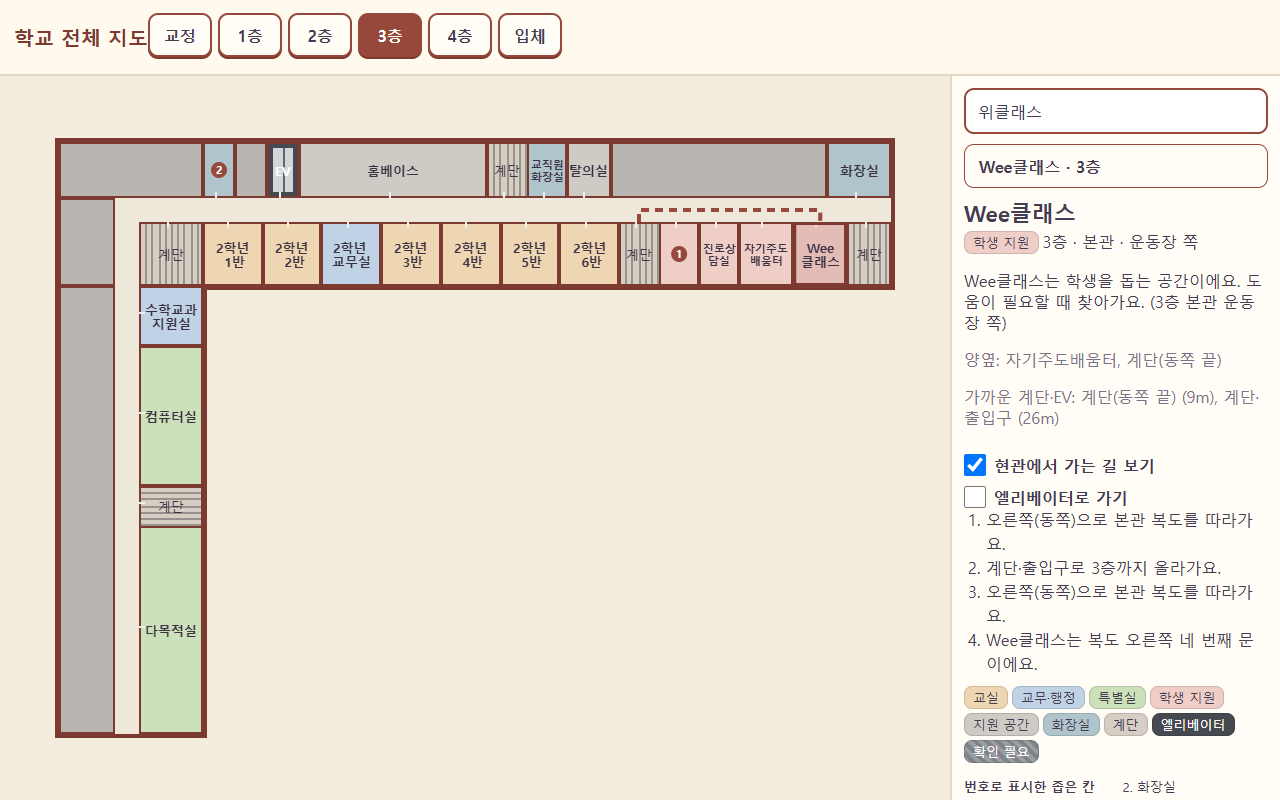 학교 전체 지도
교정
1층
2층
3층
4층
입체
위클래스
Wee클래스 · 3층
Wee클래스
학생 지원 3층 · 본관 · 운동장 쪽
Wee클래스는 학생을 돕는 공간이에요. 도
움이 필요할 때 찾아가요. (3층 본관 운동
장 쪽)
양옆: 자기주도배움터, 계단(동쪽 끝)
가까운 계단·EV: 계단(동쪽 끝) (9m), 계단·
출입구 (26m)
현관에서 가는 길 보기
엘리베이터로 가기
1. 오른쪽(동쪽)으로 본관 복도를 따라가
요.
2. 계단·출입구로 3층까지 올라가요.
3. 오른쪽(동쪽)으로 본관 복도를 따라가
요.
4. Wee클래스는 복도 오른쪽 네 번째 문
이에요.
교실
교무·행정
특별실
학생 지원
지원 공간
화장실
계단
엘리베이터
확인 필요
번호로 표시한 좁은 칸
2. 화장실
2
EV
홈베이스
계단
교직원
화장실
탈의실
화장실
계단
2학년
1반
2학년
2반
2학년
교무실
2학년
3반
2학년
4반
2학년
5반
2학년
6반
계단
1
진로상
담실
자기주도
배움터
Wee
클래스
계단
수학교과
지원실
컴퓨터실
계단
다목적실